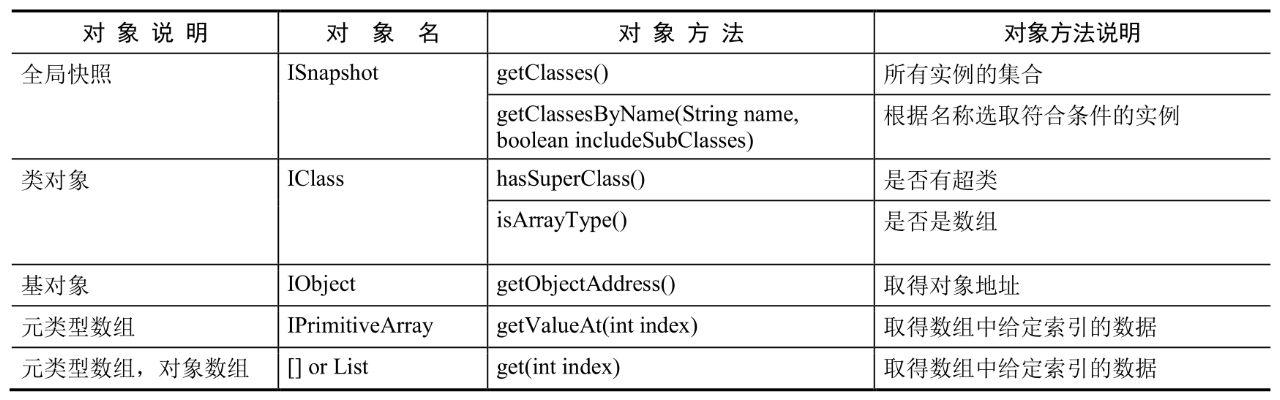 对象说明 对象名 对象方法 对象方法说明
全局快照 ISnapshot getClasses() 所有实例的集合
getClassesByName(String name, 根据名称选取符合条件的实例
boolean includeSubClasses)
类对象 IClass hasSuperClass() 是否有超类
isArrayType() 是否是数组
基对象 IObject getObjectAddress() 取得对象地址
元类型数组 IPrimitiveArray getValueAt(int index) 取得数组中给定索引的数据
元类型数组，对象数组 [] or List get(int index) 取得数组中给定索引的数据